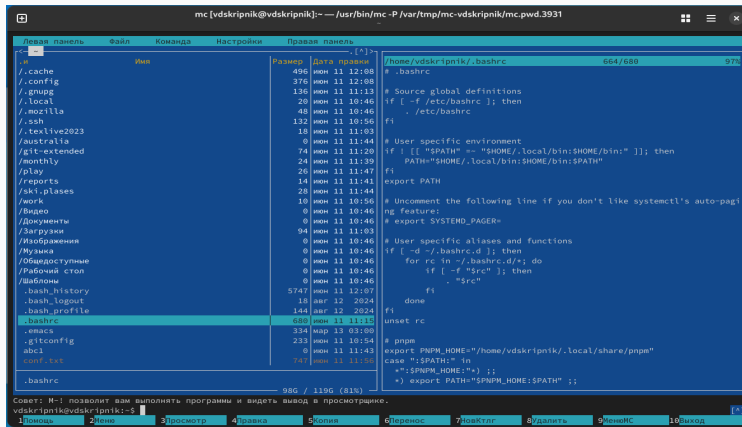 mc [vdskripnik@vdskripnik]:~ — /usr/bin/mc -P /var/tmp/mc-vdskripnik/mc.pwd.3931
Левая панель Файл Команда Настройки Правая панель
<— ~ .[^]>
.и Имя Размер Дата правки
/.cache 496 июн 11 12:08
/.config 376 июн 11 12:08
/.gnupg 136 июн 11 11:13
/.local 20 июн 11 10:46
/.mozilla 48 июн 11 10:46
/.ssh 132 июн 11 10:56
/.texlive2023 18 июн 11 11:03
/australia 0 июн 11 11:44
/git-extended 74 июн 11 11:20
/monthly 24 июн 11 11:39
/play 26 июн 11 11:47
/reports 14 июн 11 11:41
/ski.plases 28 июн 11 11:44
/work 10 июн 11 10:56
/Видео 0 июн 11 10:46
/Документы 0 июн 11 10:46
/Загрузки 94 июн 11 11:03
/Изображения 0 июн 11 10:46
/Музыка 0 июн 11 10:46
/Общедоступные 0 июн 11 10:46
/Рабочий стол 0 июн 11 10:46
/Шаблоны 0 июн 11 10:46
.bash_history 5747 июн 11 12:07
.bash_logout 18 авг 12 2024
.bash_profile 144 авг 12 2024
.bashrc 680 июн 11 11:15
.emacs 334 мар 13 03:00
.gitconfig 233 июн 11 10:54
abc1 0 июн 11 11:43
conf.txt 747 июн 11 11:56
.bashrc
98G / 119G (81%)
/home/vdskripnik/.bashrc 664/680 97%
# .bashrc
# Source global definitions
if [ -f /etc/bashrc ]; then
. /etc/bashrc
fi
# User specific environment
if ! [[ "$PATH" =~ "$HOME/.local/bin:$HOME/bin:" ]]; then
PATH="$HOME/.local/bin:$HOME/bin:$PATH"
fi
export PATH
# Uncomment the following line if you don't like systemctl's auto-pagi
ng feature:
# export SYSTEMD_PAGER=
# User specific aliases and functions
if [ -d ~/.bashrc.d ]; then
for rc in ~/.bashrc.d/*; do
if [ -f "$rc" ]; then
. "$rc"
fi
done
fi
unset rc
# pnpm
export PNPM_HOME="/home/vdskripnik/.local/share/pnpm"
case ":$PATH:" in
*":$PNPM_HOME:"*) ;;
*) export PATH="$PNPM_HOME:$PATH" ;;
Совет: M-! позволит вам выполнять программы и видеть вывод в просмотрщике.
vdskripnik@vdskripnik:~$ [^]
1Помощь 2Меню 3Просмотр 4Правка 5Копия 6Перенос 7НовКтлг 8Удалить 9МенюMC 10Выход